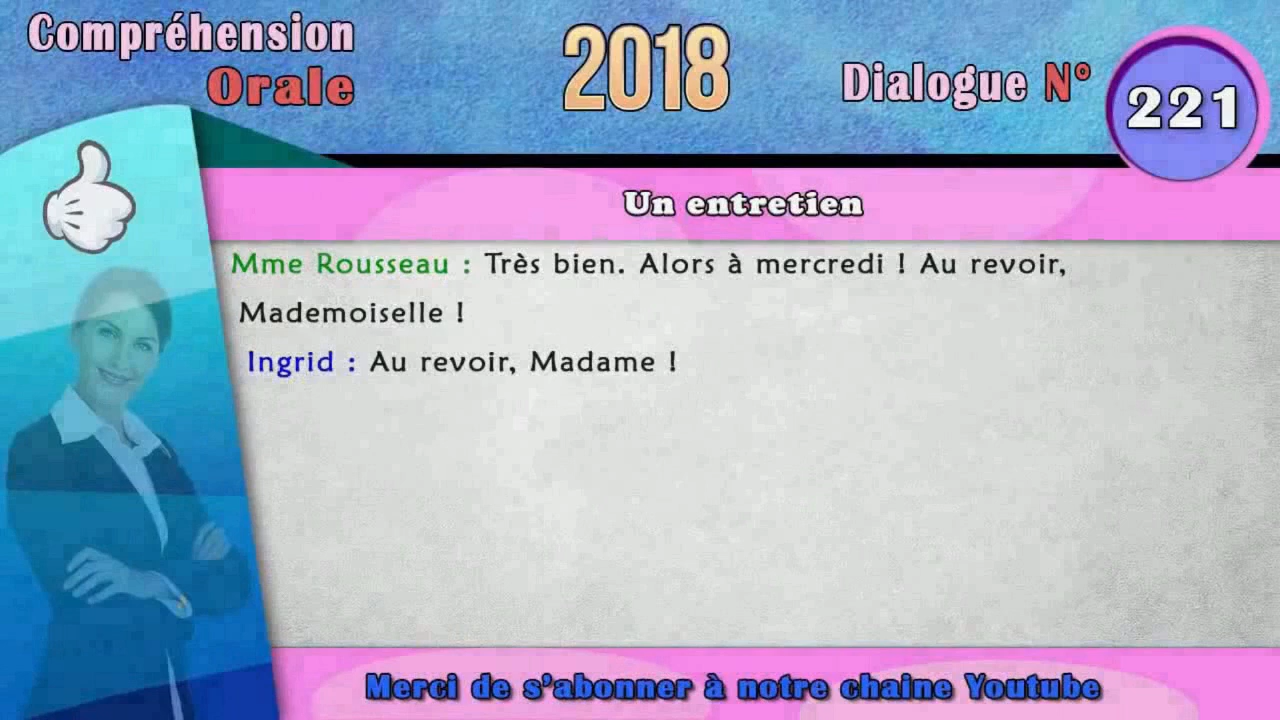 Compréhension
Orale
2018
Dialogue N°
221
Un entretien
Mme Rousseau : Très bien. Alors à mercredi ! Au revoir,
Mademoiselle !
Ingrid : Au revoir, Madame !
Merci de s'abonner à notre chaine Youtube